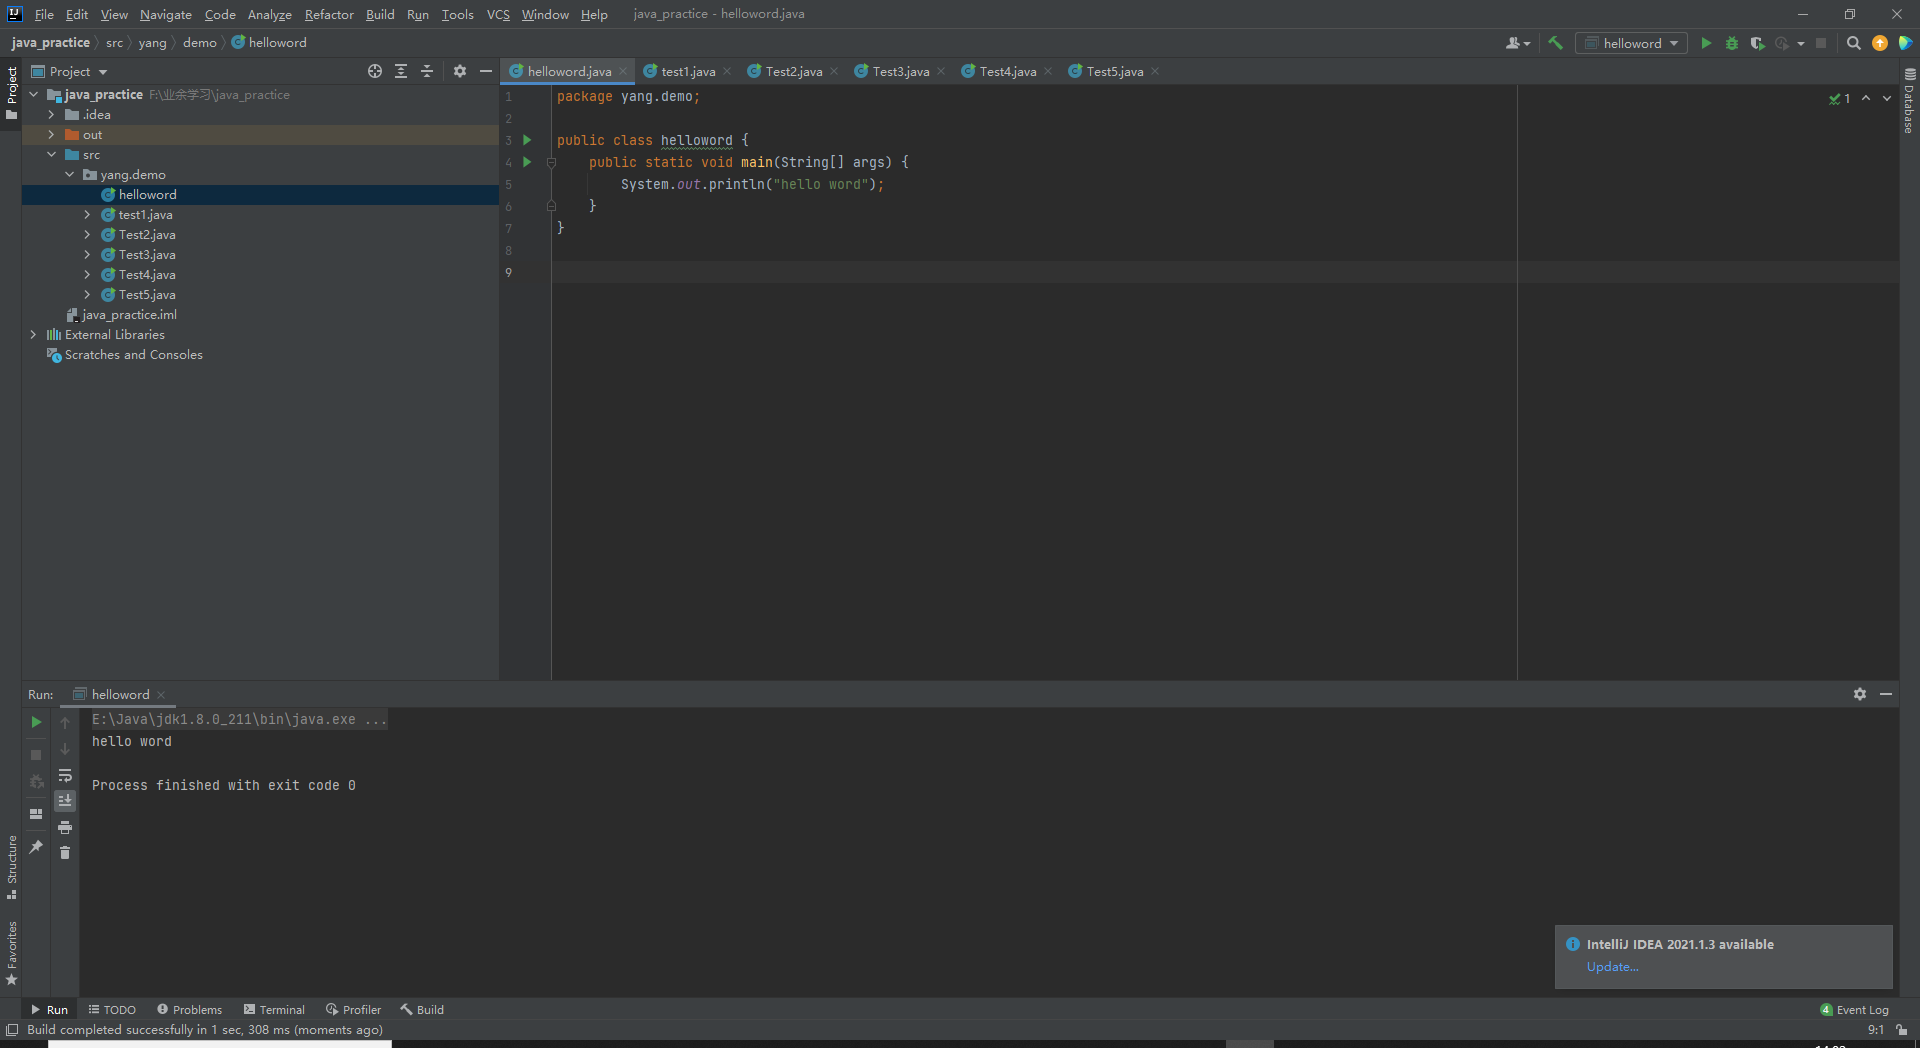 File Edit View Navigate Code Analyze Refactor Build Run Tools VCS Window Help java_practice - helloword.java
java_practice src yang demo helloword
helloword
Project
helloword.java test1.java Test2.java Test3.java Test4.java Test5.java
Project
Database
java_practice F:\业余学习\java_practice
.idea
out
src
yang.demo
helloword
test1.java
Test2.java
Test3.java
Test4.java
Test5.java
java_practice.iml
External Libraries
Scratches and Consoles
1 package yang.demo;
2
3 public class helloword {
4 public static void main(String[] args) {
5 System.out.println("hello word");
6 }
7 }
8
9
1
Run: helloword
E:\Java\jdk1.8.0_211\bin\java.exe ...
hello word
Process finished with exit code 0
Structure
Favorites
IntelliJ IDEA 2021.1.3 available
Update...
Run TODO Problems Terminal Profiler Build 4 Event Log
Build completed successfully in 1 sec, 308 ms (moments ago) 9:1